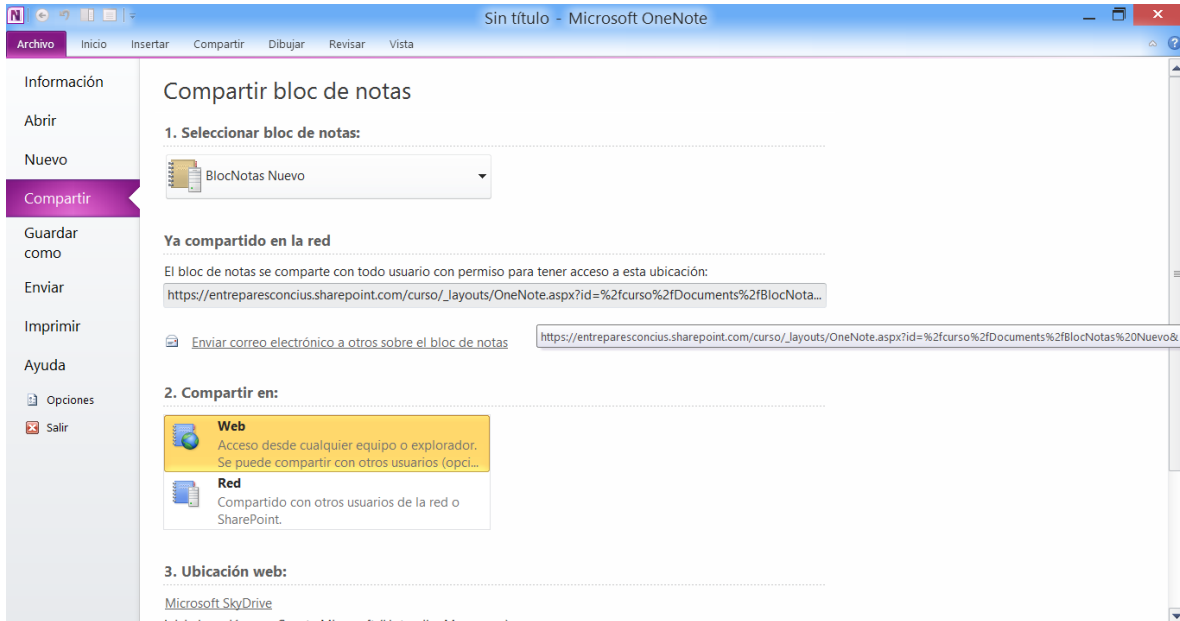 Sin título - Microsoft OneNote
Archivo Inicio Insertar Compartir Dibujar Revisar Vista
Información
Abrir
Nuevo
Compartir
Guardar
como
Enviar
Imprimir
Ayuda
Opciones
Salir
Compartir bloc de notas
1. Seleccionar bloc de notas:
BlocNotas Nuevo
Ya compartido en la red
El bloc de notas se comparte con todo usuario con permiso para tener acceso a esta ubicación:
https://entreparesconcius.sharepoint.com/curso/_layouts/OneNote.aspx?id=%2fcurso%2fDocuments%2fBlocNota...
https://entreparesconcius.sharepoint.com/curso/_layouts/OneNote.aspx?id=%2fcurso%2fDocuments%2fBlocNotas%20Nuevo&
Enviar correo electrónico a otros sobre el bloc de notas
2. Compartir en:
Web
Acceso desde cualquier equipo o explorador.
Se puede compartir con otros usuarios (opci...
Red
Compartido con otros usuarios de la red o
SharePoint.
3. Ubicación web:
Microsoft SkyDrive